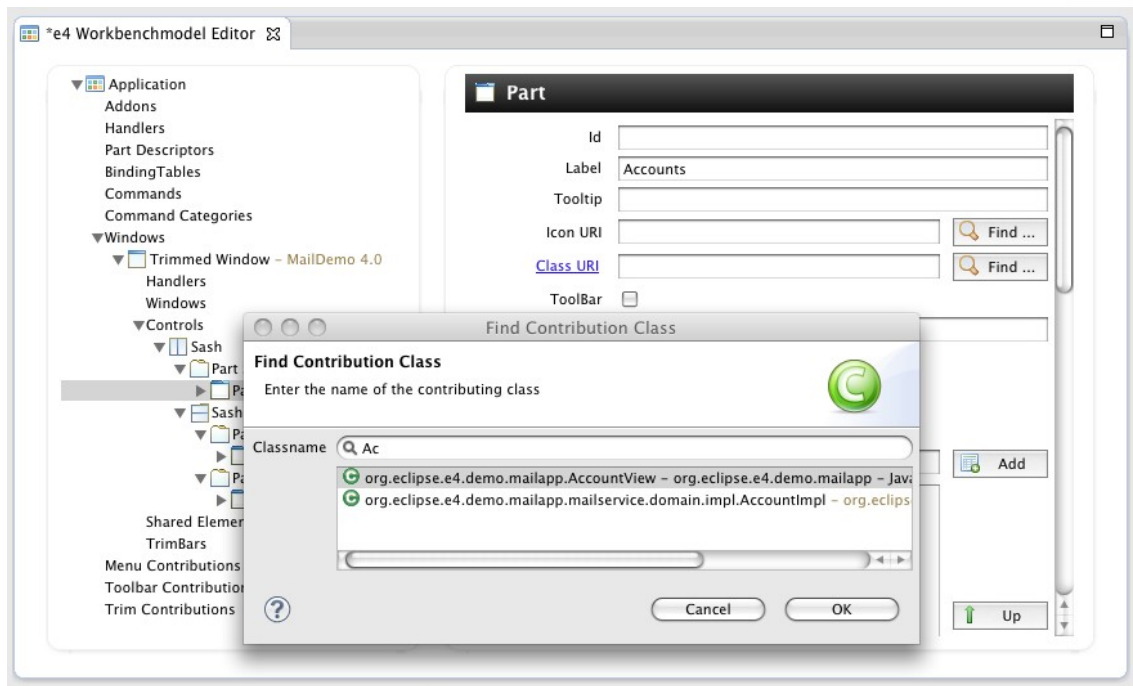 *e4 Workbenchmodel Editor
Application
Addons
Handlers
Part Descriptors
BindingTables
Commands
Command Categories
Windows
Trimmed Window – MailDemo 4.0
Handlers
Windows
Controls
Sash
Part
Sash
Shared
TrimBars
Menu Contributions
Toolbar
Trim Contributions
Part
Id
Label Accounts
Tooltip
Icon URI Find ...
Class URI Find ...
ToolBar
Add
Up
Find Contribution Class
Find Contribution Class
Enter the name of the contributing class
C
Classname Ac
C org.eclipse.e4.demo.mailapp.AccountView – org.eclipse.e4.demo.mailapp – Java
C org.eclipse.e4.demo.mailapp.mailservice.domain.impl.AccountImpl – org.eclips
?
Cancel OK